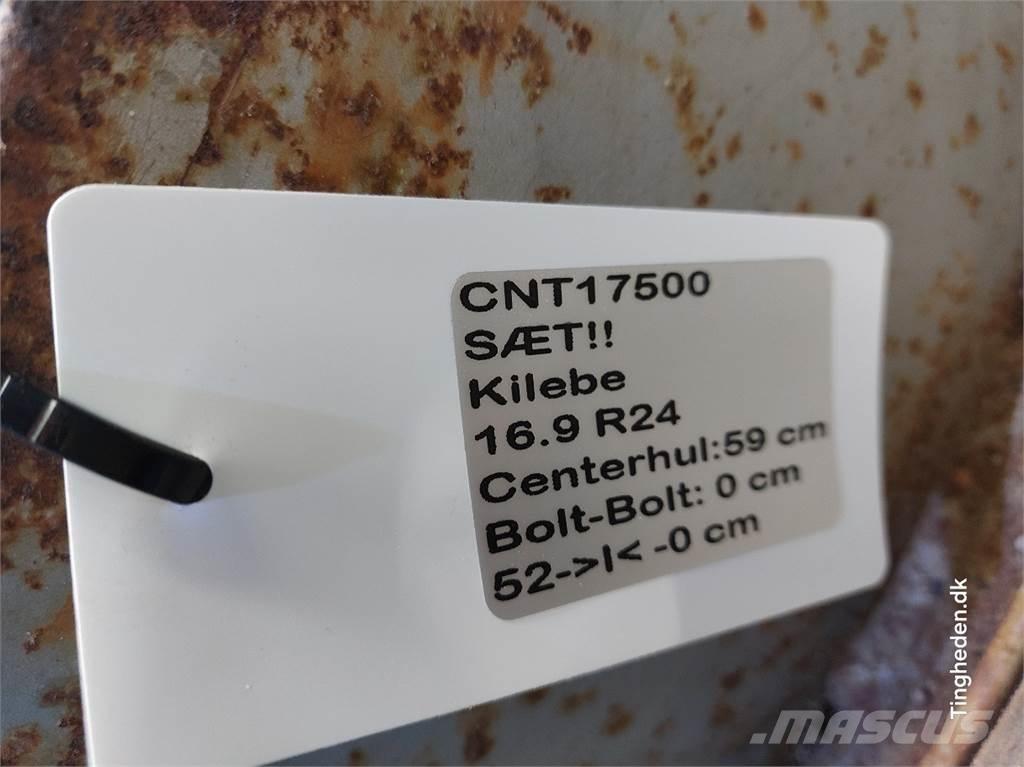 CNT17500
SÆT!!
Kilebe
16.9 R24
Centerhul:59 cm
Bolt-Bolt: 0 cm
52->I< -0 cm
Tingheden.dk
MASCUS